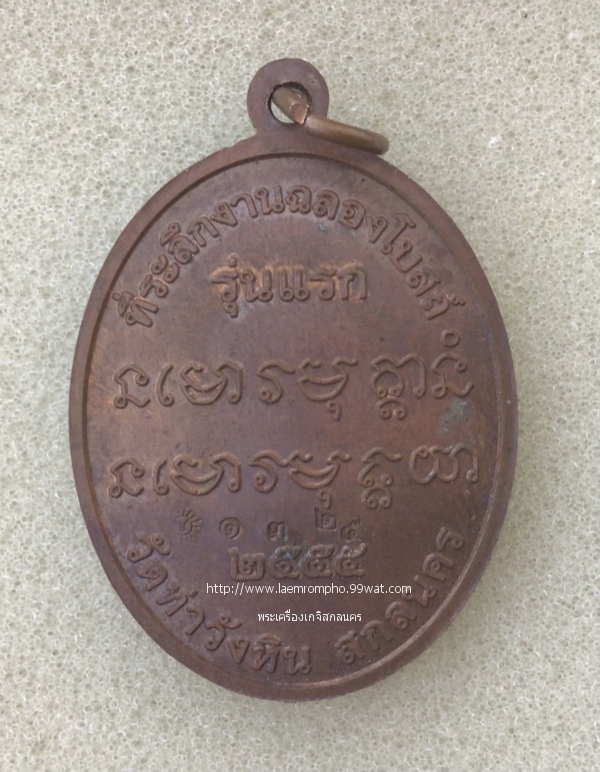 ที่ระลึกงานฉลองโบสถ์
รุ่นแรก
๑ ๓ ๒ ๙
๒๕๕๕
http://www.laemrompho.99wat.com
พระเครื่องเกจิสกลนคร
วัดท่าวังหิน สกลนคร